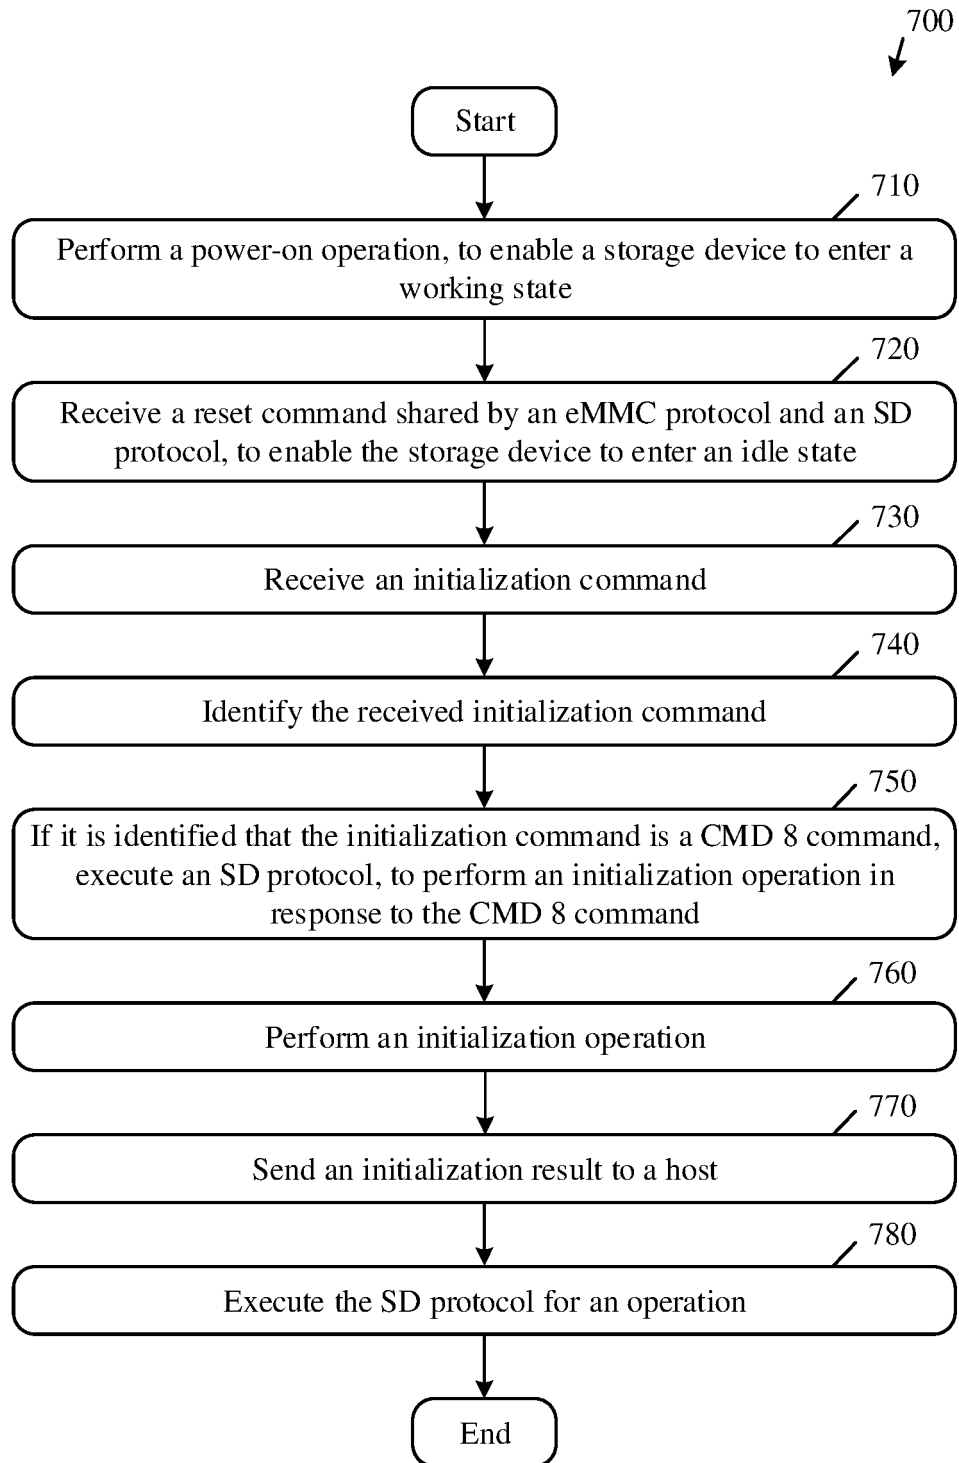 700
Start
710
Perform a power-on operation, to enable a storage device to enter a
working state
720
Receive a reset command shared by an eMMC protocol and an SD
protocol, to enable the storage device to enter an idle state
730
Receive an initialization command
740
Identify the received initialization command
750
If it is identified that the initialization command is a CMD 8 command,
execute an SD protocol, to perform an initialization operation in
response to the CMD 8 command
760
Perform an initialization operation
770
Send an initialization result to a host
780
Execute the SD protocol for an operation
End